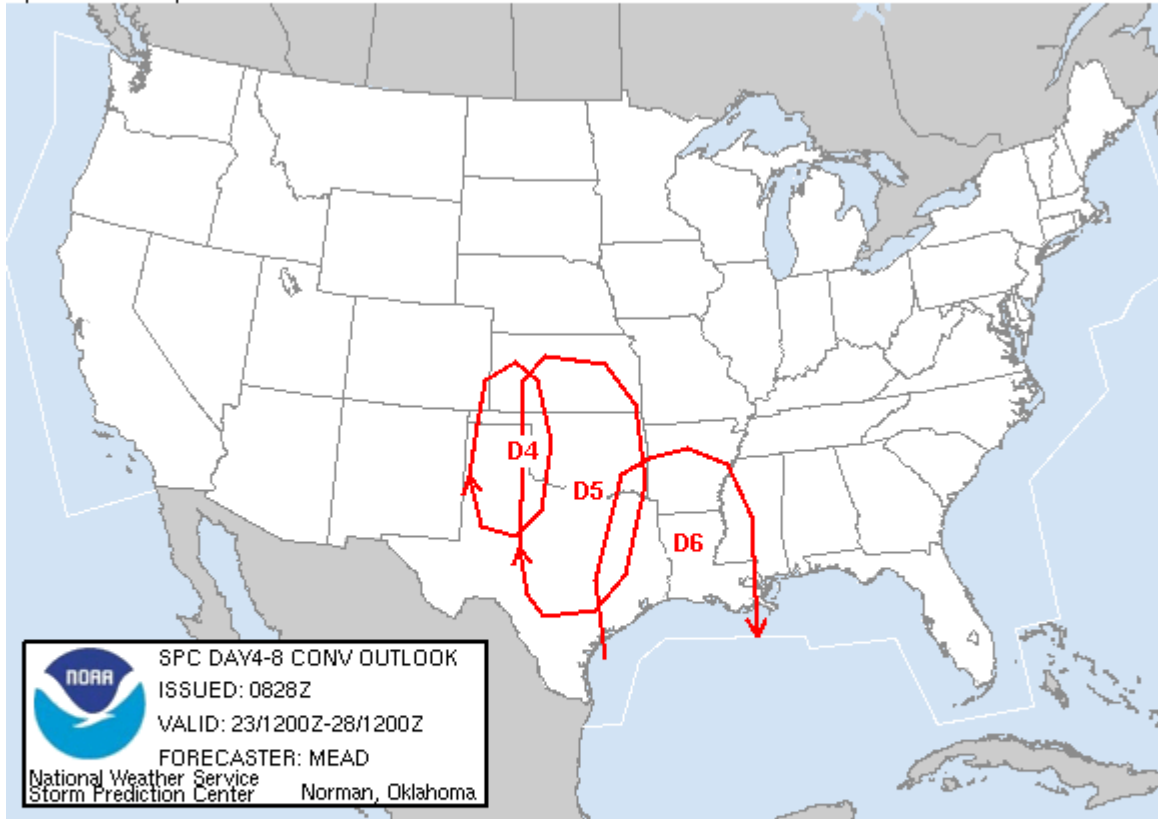 D4
D5
D6
SPC DAY4-8 CONV OUTLOOK
ISSUED: 0828Z
VALID: 23/1200Z-28/1200Z
FORECASTER: MEAD
NOAA
National Weather Service
Storm Prediction Center Norman, Oklahoma